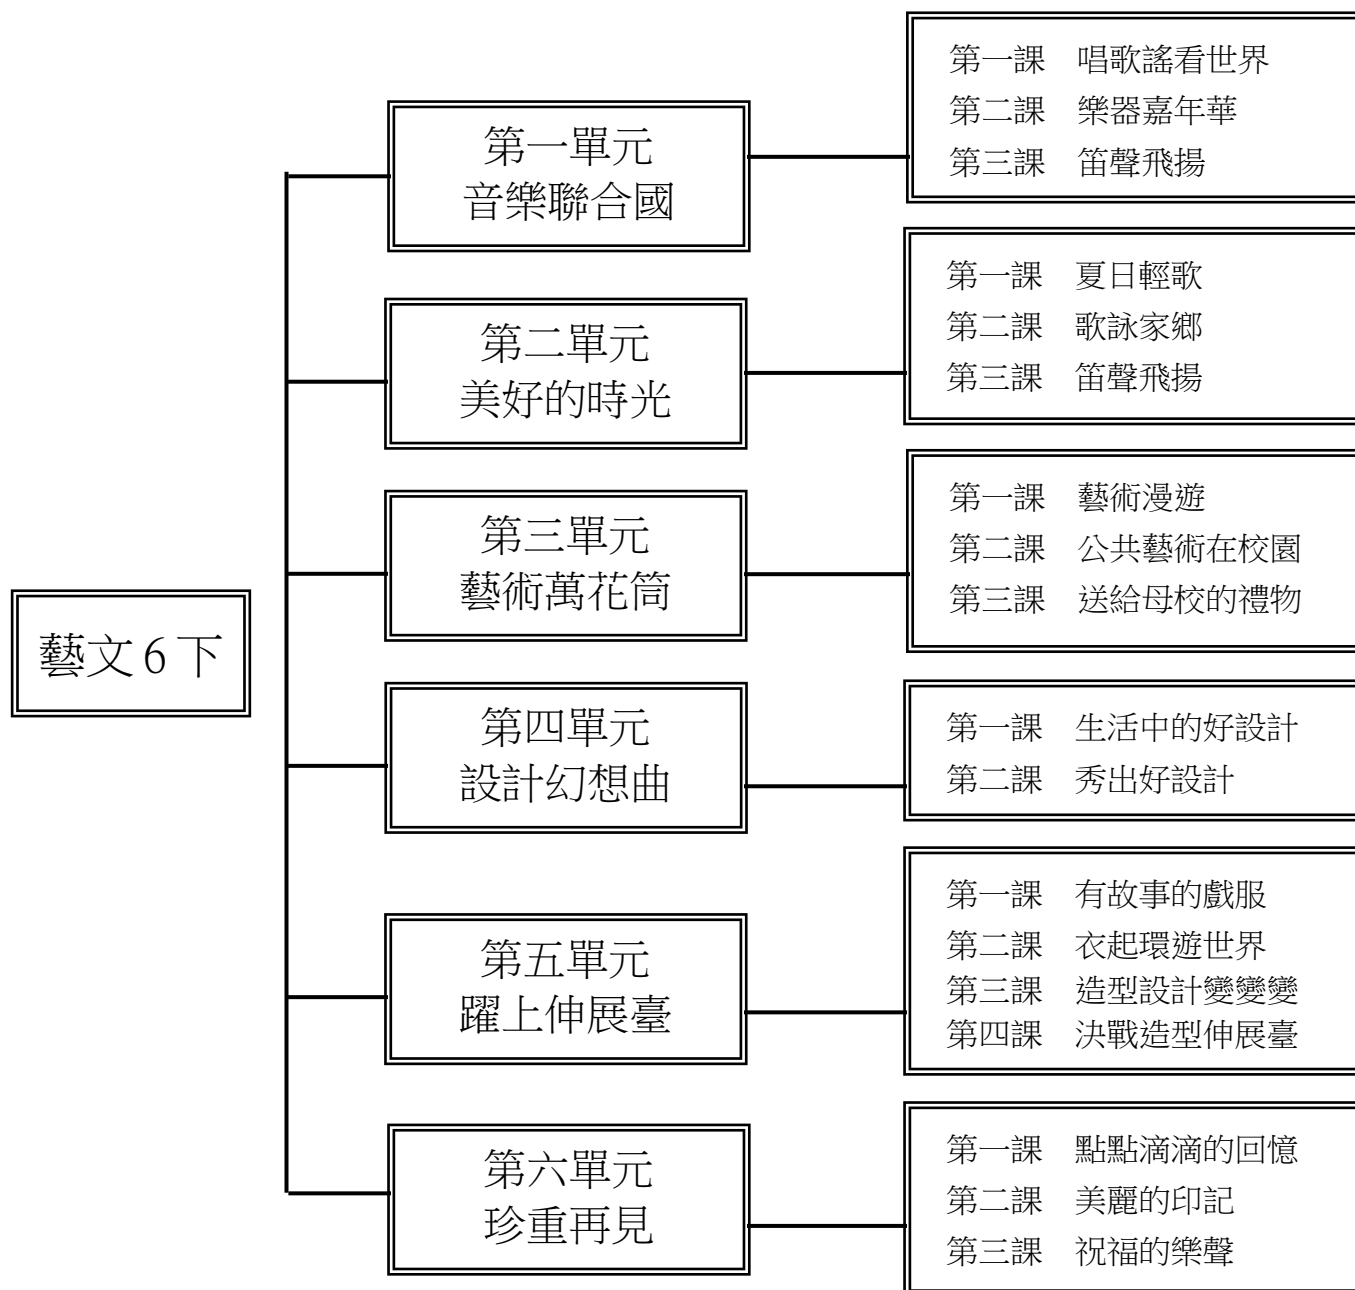 藝文6下
第一單元
音樂聯合國
第一課　唱歌謠看世界
第二課　樂器嘉年華
第三課　笛聲飛揚
第二單元
美好的時光
第一課　夏日輕歌
第二課　歌詠家鄉
第三課　笛聲飛揚
第三單元
藝術萬花筒
第一課　藝術漫遊
第二課　公共藝術在校園
第三課　送給母校的禮物
第四單元
設計幻想曲
第一課　生活中的好設計
第二課　秀出好設計
第五單元
躍上伸展臺
第一課　有故事的戲服
第二課　衣起環遊世界
第三課　造型設計變變變
第四課　決戰造型伸展臺
第六單元
珍重再見
第一課　點點滴滴的回憶
第二課　美麗的印記
第三課　祝福的樂聲